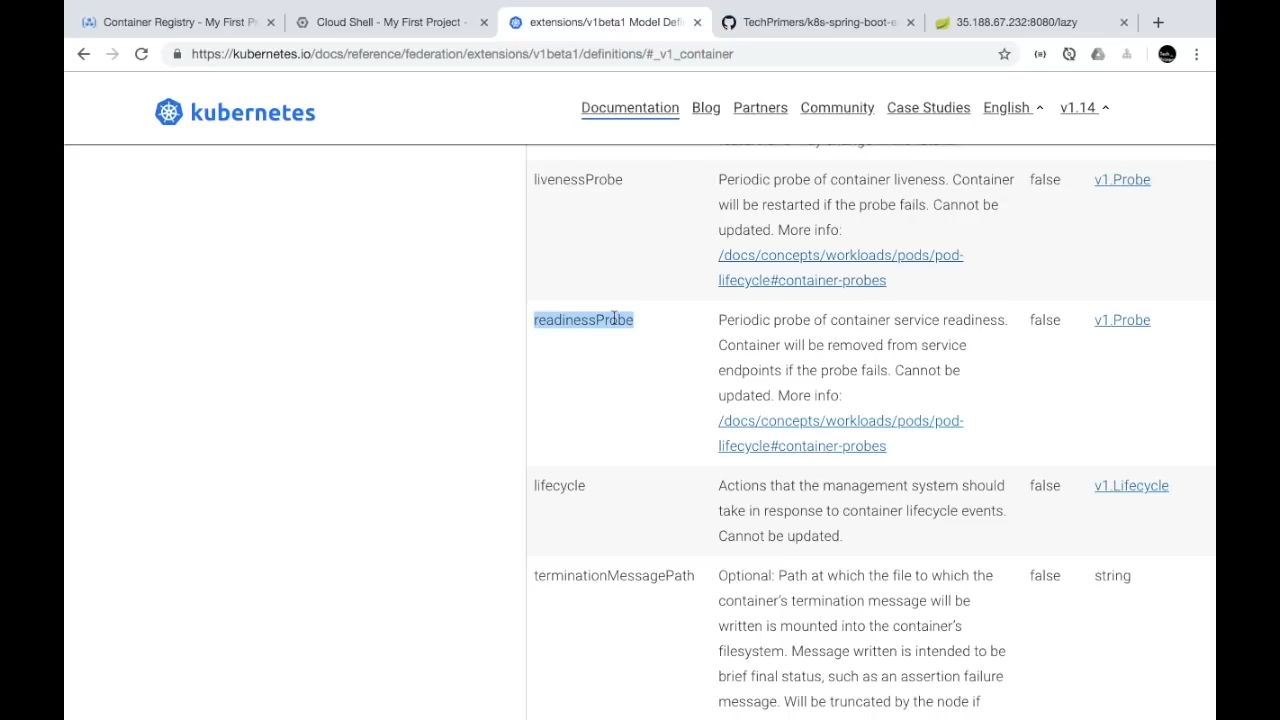 Container Registry - My First P
Cloud Shell - My First Project -
extensions/v1beta1 Model Defi
TechPrimers/k8s-spring-boot-e
35.188.67.232:8080/lazy
https://kubernetes.io/docs/reference/federation/extensions/v1beta1/definitions/#_v1_container
kubernetes
Documentation Blog Partners Community Case Studies English v1.14
livenessProbe
Periodic probe of container liveness. Container
will be restarted if the probe fails. Cannot be
updated. More info:
/docs/concepts/workloads/pods/pod-
lifecycle#container-probes
false
v1.Probe
readinessProbe
Periodic probe of container service readiness.
Container will be removed from service
endpoints if the probe fails. Cannot be
updated. More info:
/docs/concepts/workloads/pods/pod-
lifecycle#container-probes
false
v1.Probe
lifecycle
Actions that the management system should
take in response to container lifecycle events.
Cannot be updated.
false
v1.Lifecycle
terminationMessagePath
Optional: Path at which the file to which the
container's termination message will be
written is mounted into the container's
filesystem. Message written is intended to be
brief final status, such as an assertion failure
message. Will be truncated by the node if
false
string